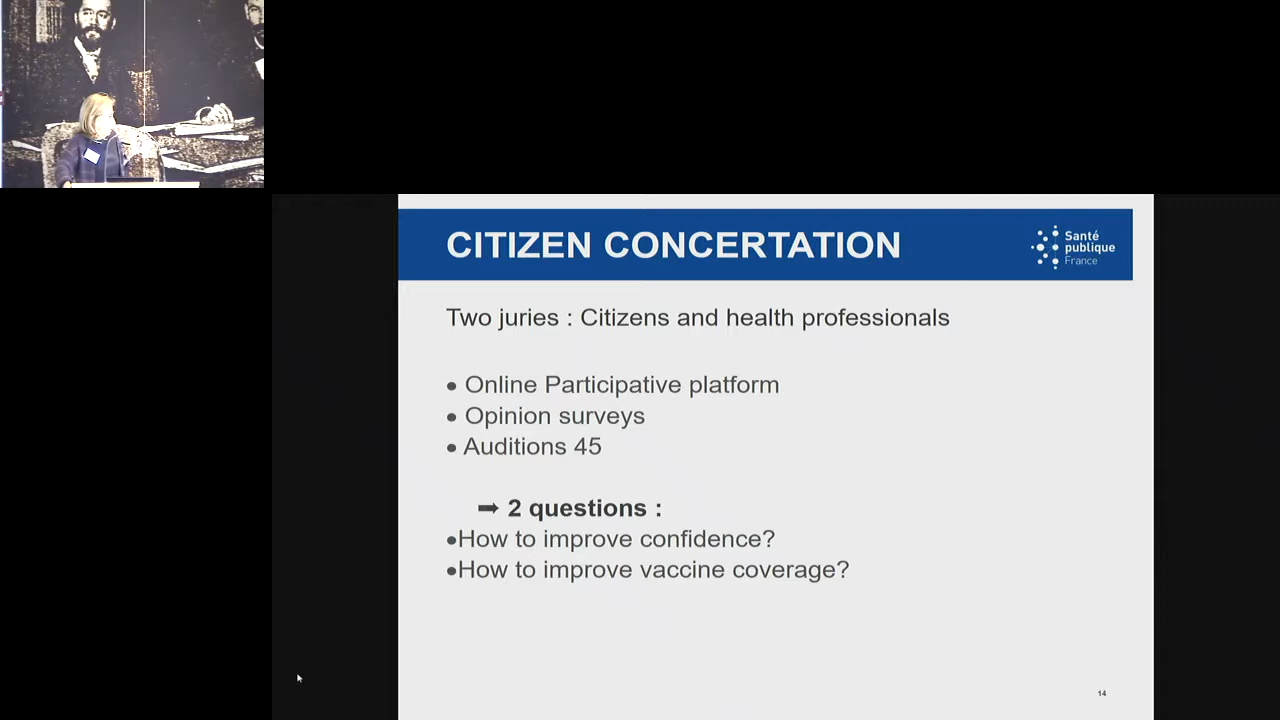 CITIZEN CONCERTATION
Santé
publique
France
Two juries : Citizens and health professionals
• Online Participative platform
• Opinion surveys
• Auditions 45
➡ 2 questions :
•How to improve confidence?
•How to improve vaccine coverage?
14